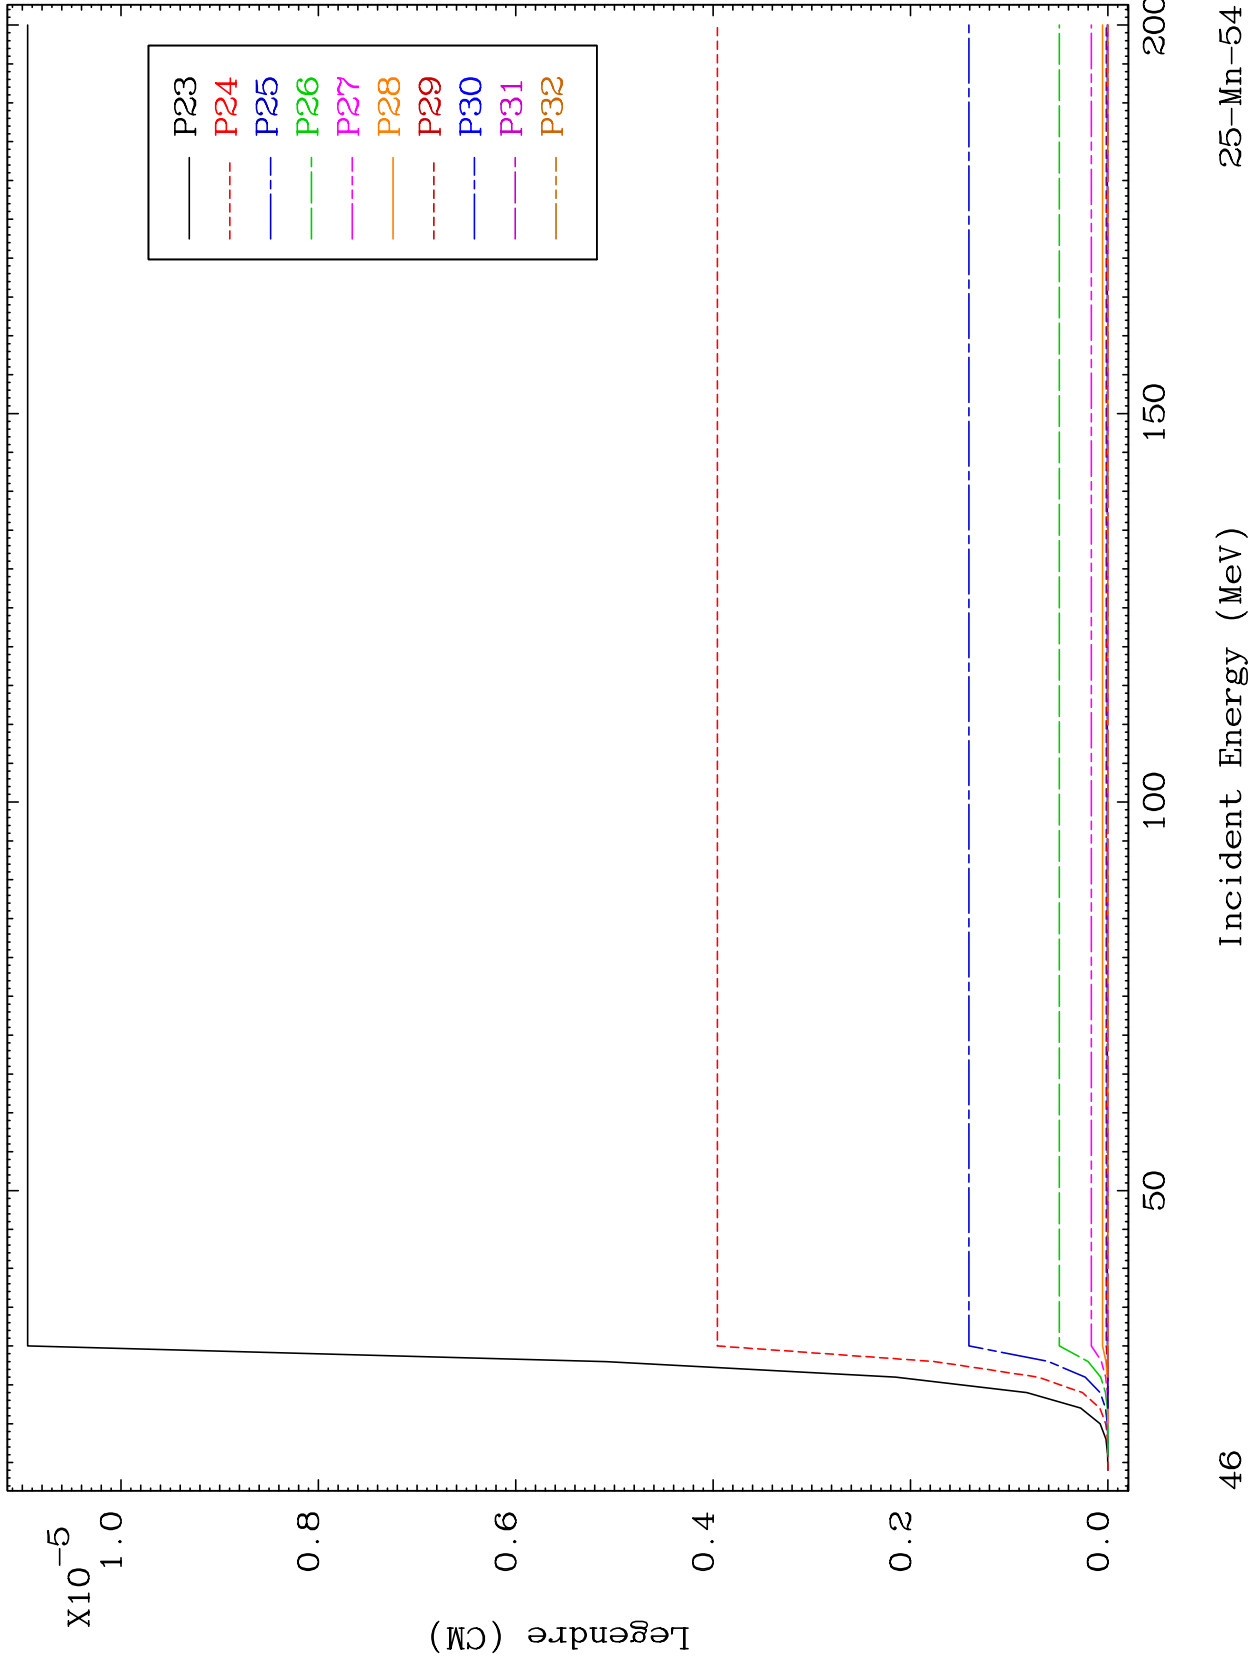 X10-5
1.0
0.8
0.6
0.4
0.2
0.0
Legendre (CM)
P23
P24
P25
P26
P27
P28
P29
P30
P31
P32
50
100
150
200
46
Incident Energy (MeV)
25-Mn-54